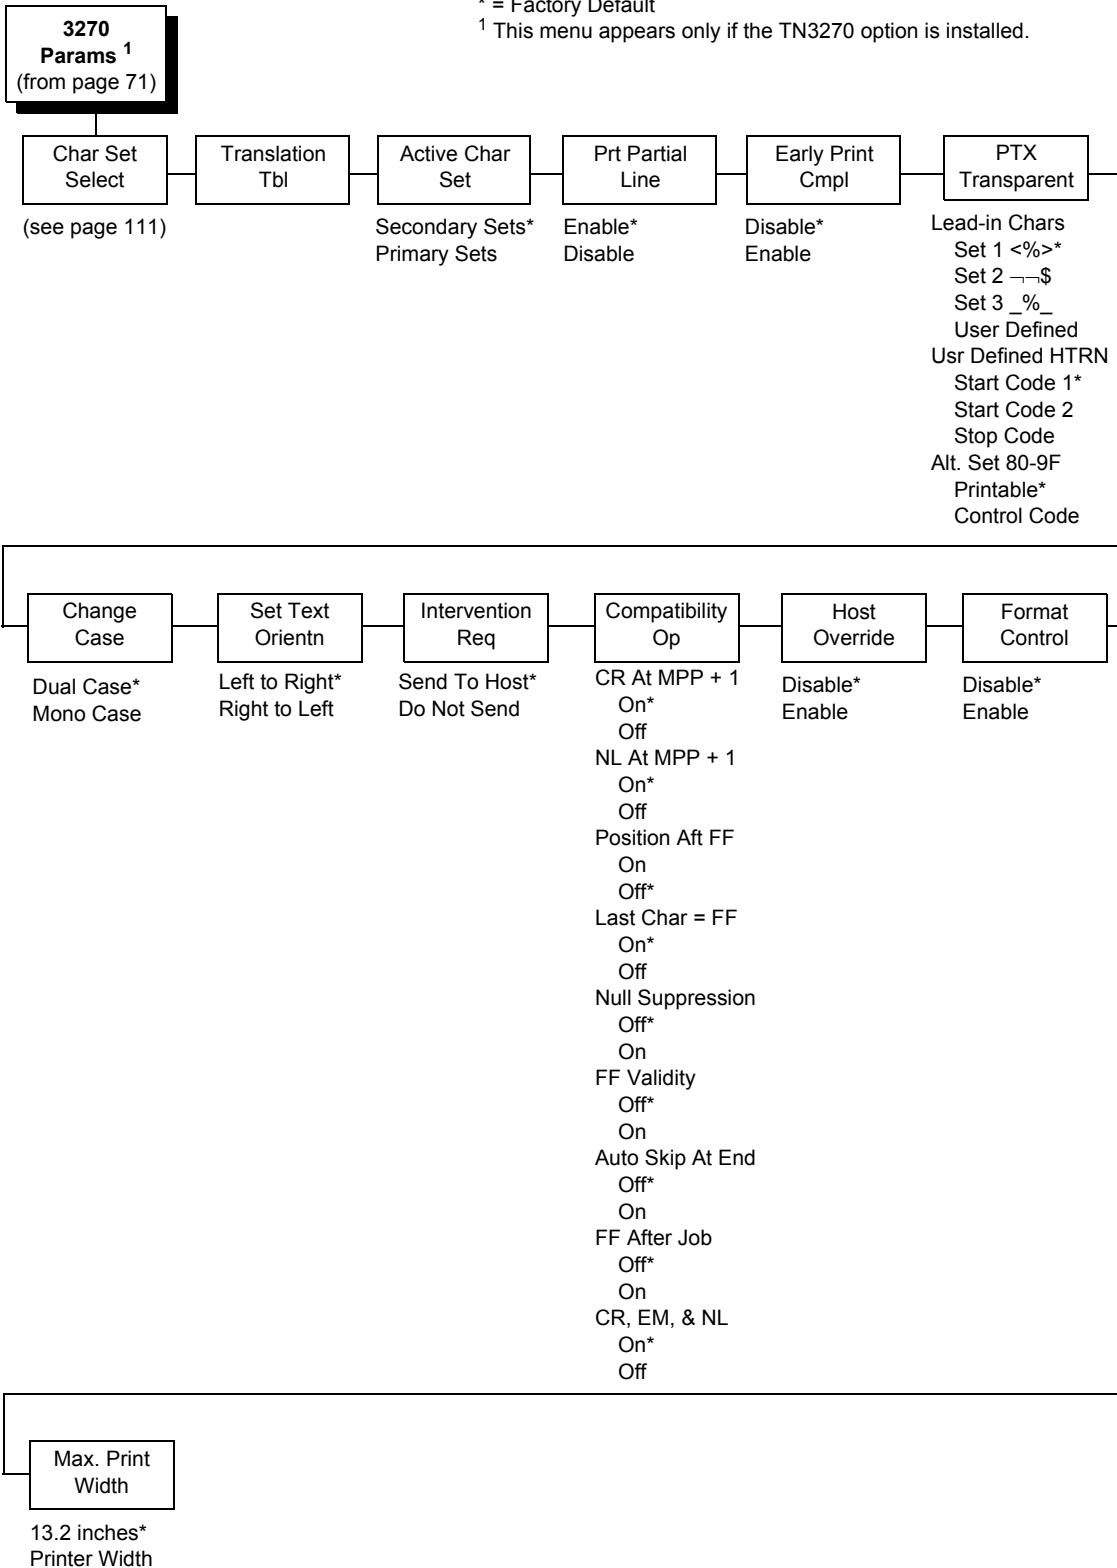 * = Factory Default
1 This menu appears only if the TN3270 option is installed.
3270
Params 1
(from page 71)
Char Set
Select
(see page 111)
Translation
Tbl
Active Char
Set
Secondary Sets*
Primary Sets
Prt Partial
Line
Enable*
Disable
Early Print
Cmpl
Disable*
Enable
PTX
Transparent
Lead-in Chars
Set 1 <%>*
Set 2 ¬¬$
Set 3 _%_
User Defined
Usr Defined HTRN
Start Code 1*
Start Code 2
Stop Code
Alt. Set 80-9F
Printable*
Control Code
Change
Case
Dual Case*
Mono Case
Set Text
Orientn
Left to Right*
Right to Left
Intervention
Req
Send To Host*
Do Not Send
Compatibility
Op
CR At MPP + 1
On*
Off
NL At MPP + 1
On*
Off
Position Aft FF
On
Off*
Last Char = FF
On*
Off
Null Suppression
Off*
On
FF Validity
Off*
On
Auto Skip At End
Off*
On
FF After Job
Off*
On
CR, EM, & NL
On*
Off
Host
Override
Disable*
Enable
Format
Control
Disable*
Enable
Max. Print
Width
13.2 inches*
Printer Width